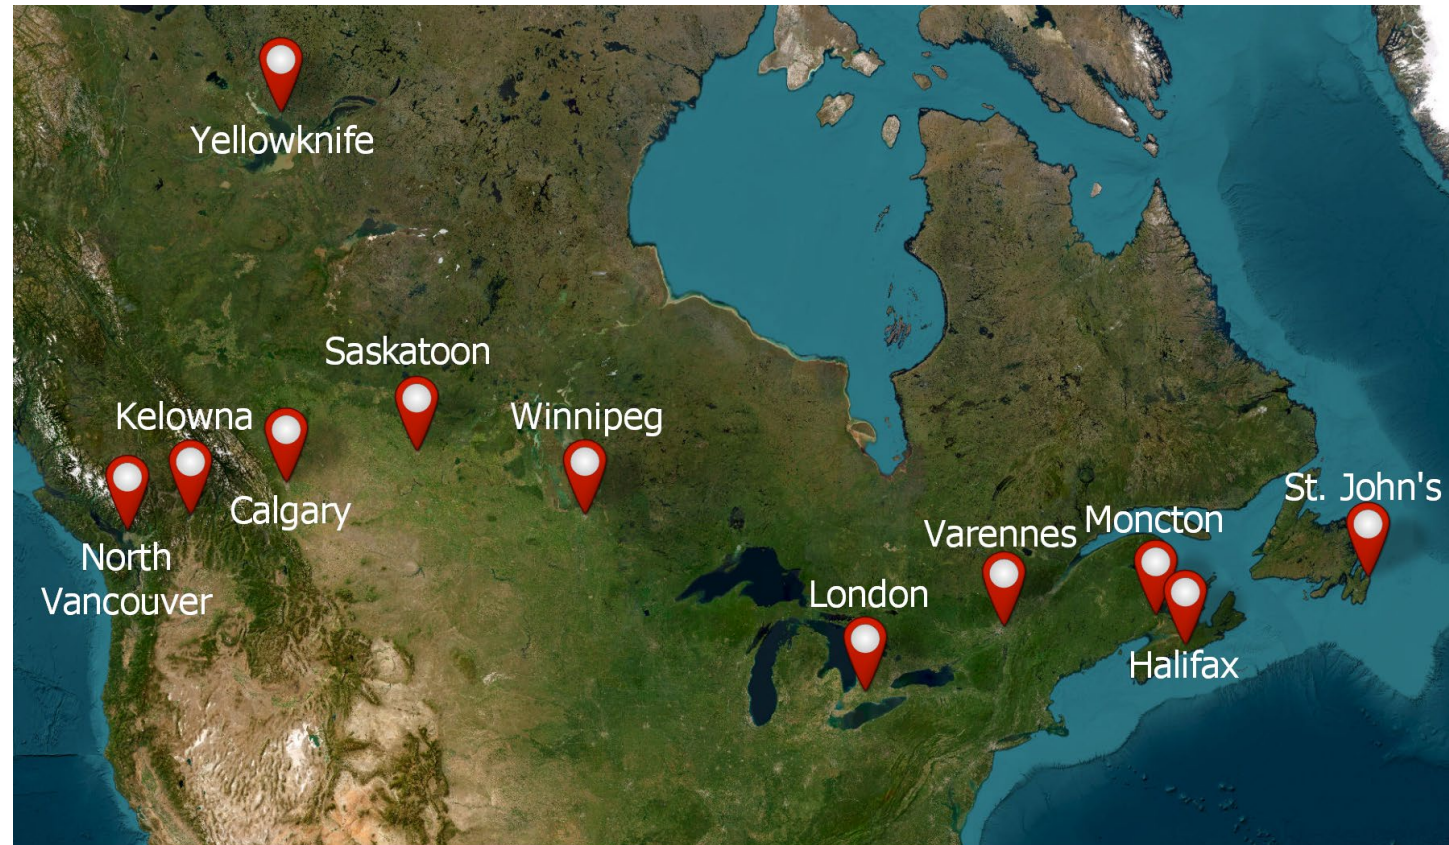 Yellowknife
Saskatoon
Kelowna
Winnipeg
Calgary
St. John's
Moncton
Varennes
North
Vancouver
London
Halifax